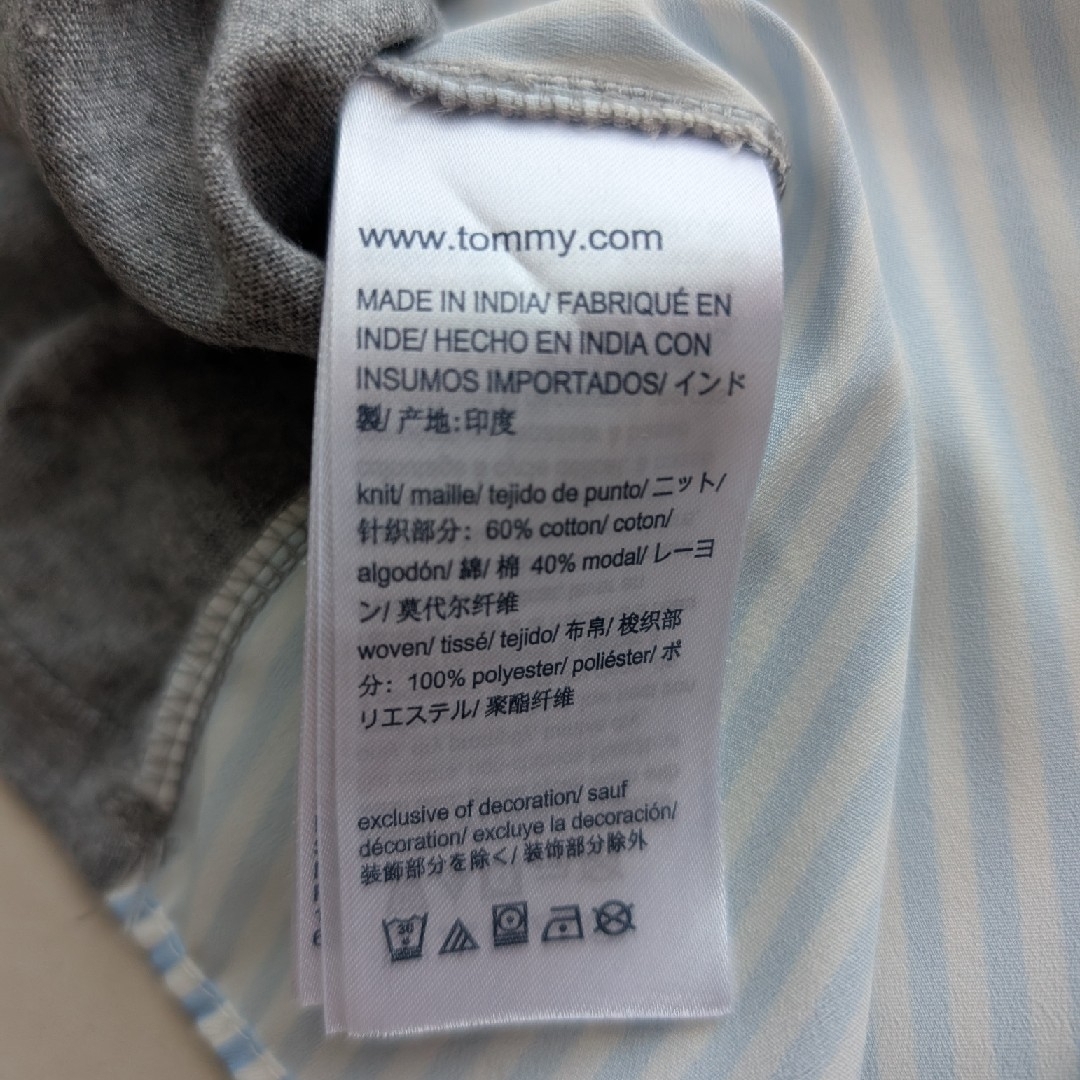 www.tommy.com
MADE IN INDIA/ FABRIQUÉ EN
INDE/ HECHO EN INDIA CON
INSUMOS IMPORTADOS/ インド
製/ 产地:印度
knit/ maille/ tejido de punto/ ニット/
针织部分: 60% cotton/ coton/
algodón/ 綿/ 棉 40% modal/ レーヨ
ン/ 莫代尔纤维
woven/ tissé/ tejido/ 布帛/ 梭织部
分: 100% polyester/ poliéster/ ポ
リエステル/ 聚酯纤维
exclusive of decoration/ sauf
décoration/ excluye la decoración/
装飾部分を除く/ 装饰部分除外
30